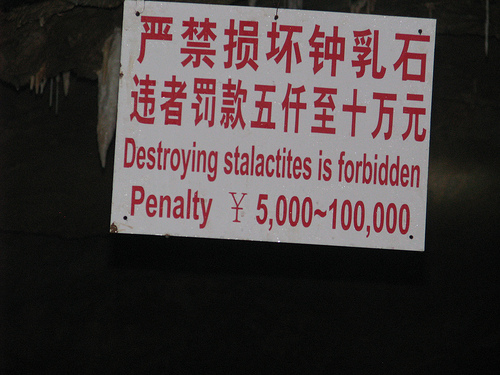 严禁损坏钟乳石
违者罚款五仟至十万元
Destroying stalactites is forbidden
Penalty ¥ 5,000~100,000